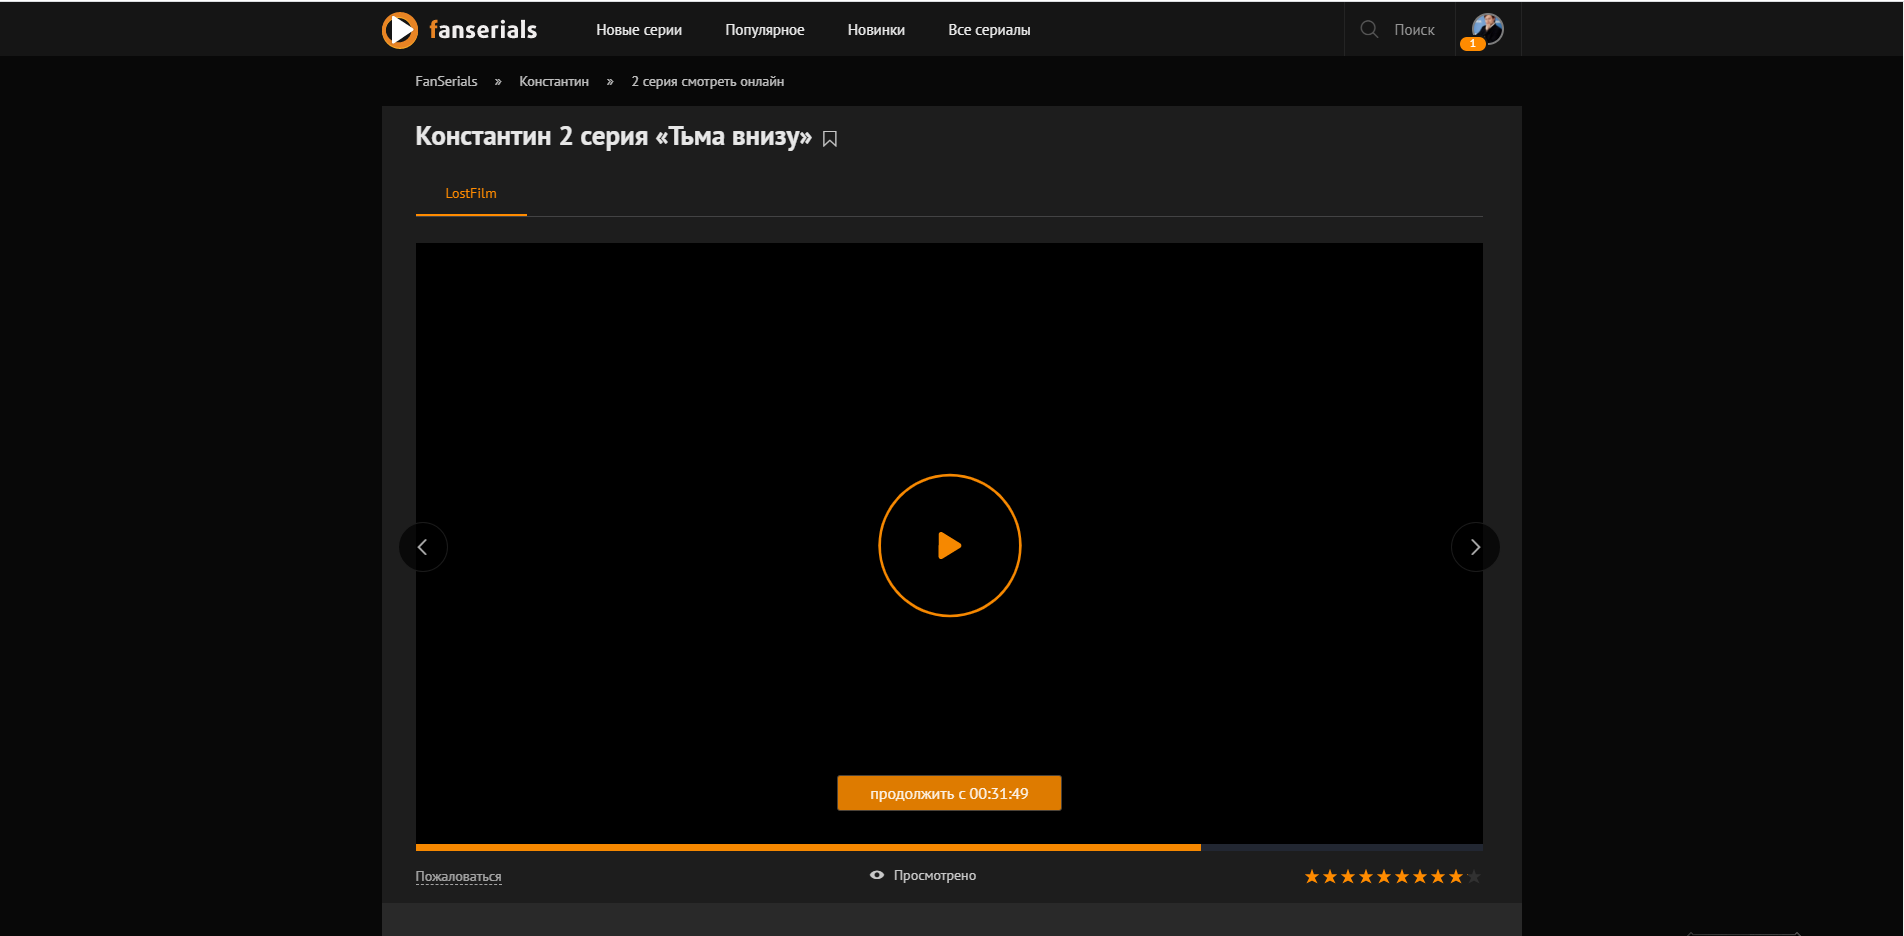 fanserials Новые серии Популярное Новинки Все сериалы Поиск
1
FanSerials » Константин » 2 серия смотреть онлайн
Константин 2 серия «Тьма внизу»
LostFilm
продолжить с 00:31:49
Пожаловаться Просмотрено